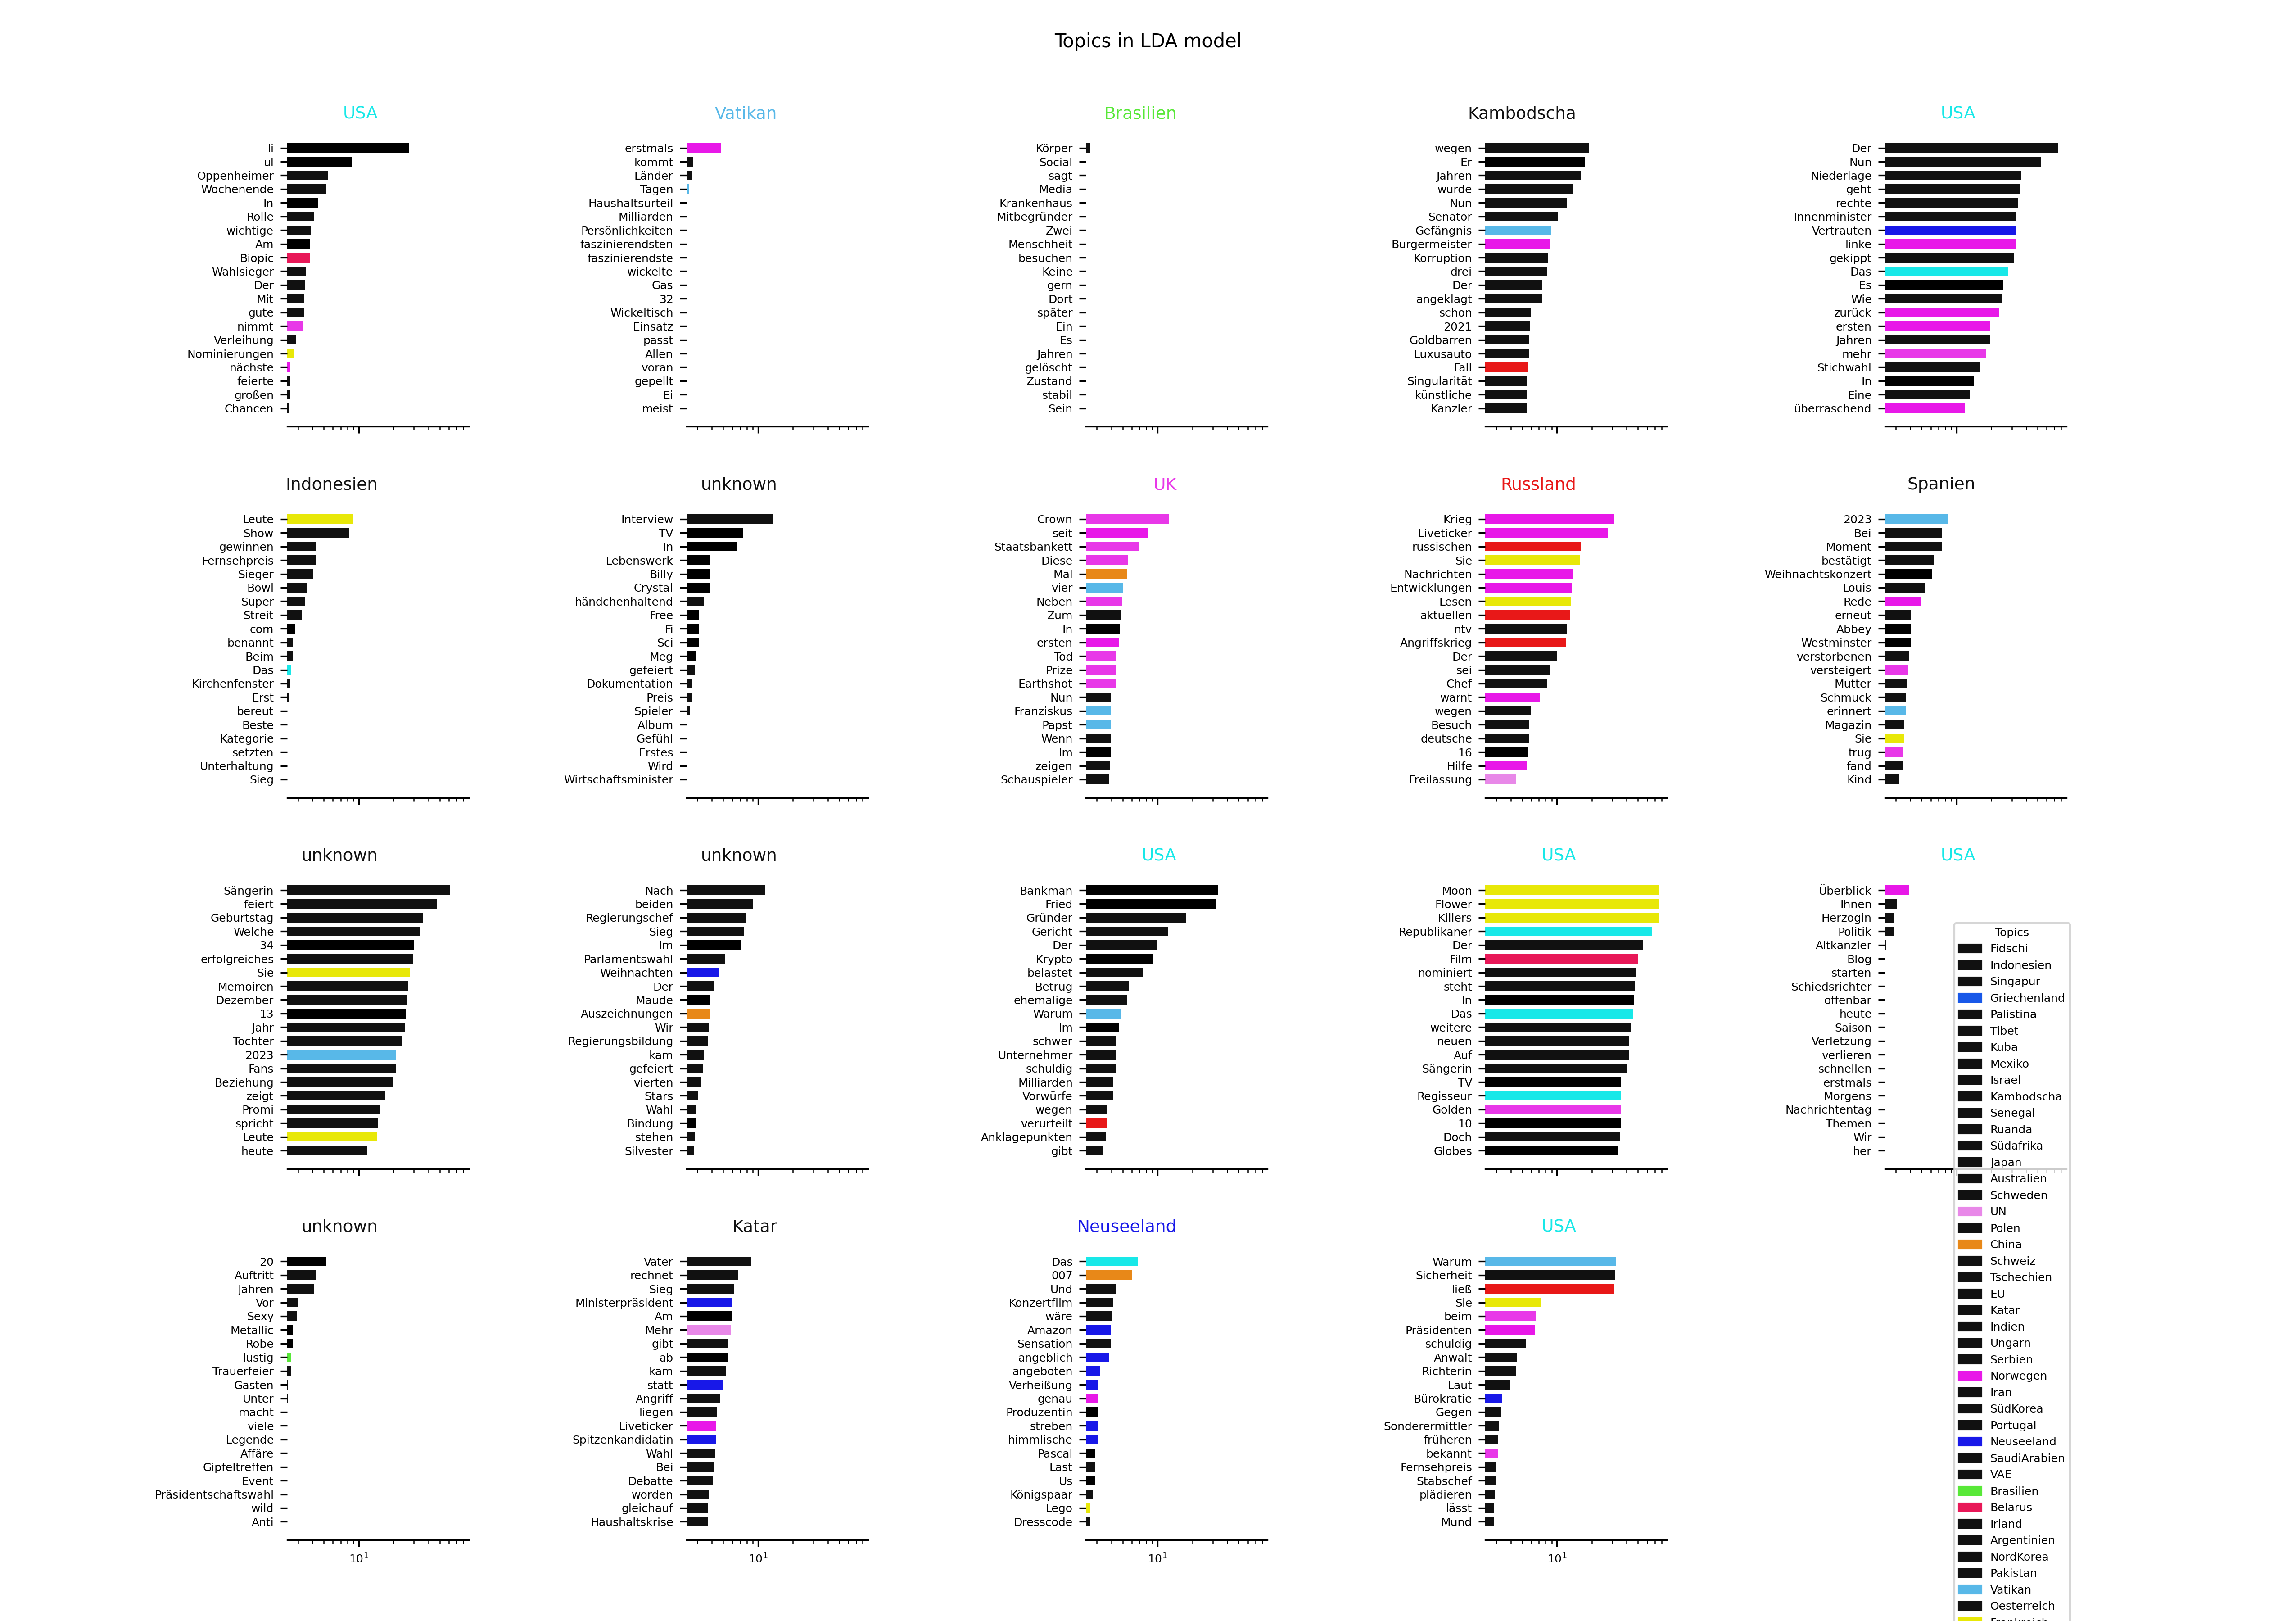 Topics in LDA model
USA
li
ul
Oppenheimer
Wochenende
In
Rolle
wichtige
Am
Biopic
Wahlsieger
Der
Mit
gute
nimmt
Verleihung
Nominierungen
nächste
feierte
großen
Chancen
Vatikan
erstmals
kommt
Länder
Tagen
Haushaltsurteil
Milliarden
Persönlichkeiten
faszinierendsten
faszinierendste
wickelte
Gas
32
Wickeltisch
Einsatz
passt
Allen
voran
gepellt
Ei
meist
Brasilien
Körper
Social
sagt
Media
Krankenhaus
Mitbegründer
Zwei
Menschheit
besuchen
Keine
gern
Dort
später
Ein
Es
Jahren
gelöscht
Zustand
stabil
Sein
Kambodscha
wegen
Er
Jahren
wurde
Nun
Senator
Gefängnis
Bürgermeister
Korruption
drei
Der
angeklagt
schon
2021
Goldbarren
Luxusauto
Fall
Singularität
künstliche
Kanzler
USA
Der
Nun
Niederlage
geht
rechte
Innenminister
Vertrauten
linke
gekippt
Das
Es
Wie
zurück
ersten
Jahren
mehr
Stichwahl
In
Eine
überraschend
Indonesien
Leute
Show
gewinnen
Fernsehpreis
Sieger
Bowl
Super
Streit
com
benannt
Beim
Das
Kirchenfenster
Erst
bereut
Beste
Kategorie
setzten
Unterhaltung
Sieg
unknown
Interview
TV
In
Lebenswerk
Billy
Crystal
händchenhaltend
Free
Fi
Sci
Meg
gefeiert
Dokumentation
Preis
Spieler
Album
Gefühl
Erstes
Wird
Wirtschaftsminister
UK
Crown
seit
Staatsbankett
Diese
Mal
vier
Neben
Zum
In
ersten
Tod
Prize
Earthshot
Nun
Franziskus
Papst
Wenn
Im
zeigen
Schauspieler
Russland
Krieg
Liveticker
russischen
Sie
Nachrichten
Entwicklungen
Lesen
aktuellen
ntv
Angriffskrieg
Der
sei
Chef
warnt
wegen
Besuch
deutsche
16
Hilfe
Freilassung
Spanien
2023
Bei
Moment
bestätigt
Weihnachtskonzert
Louis
Rede
erneut
Abbey
Westminster
verstorbenen
versteigert
Mutter
Schmuck
erinnert
Magazin
Sie
trug
fand
Kind
unknown
Sängerin
feiert
Geburtstag
Welche
34
erfolgreiches
Sie
Memoiren
Dezember
13
Jahr
Tochter
2023
Fans
Beziehung
zeigt
Promi
spricht
Leute
heute
unknown
Nach
beiden
Regierungschef
Sieg
Im
Parlamentswahl
Weihnachten
Der
Maude
Auszeichnungen
Wir
Regierungsbildung
kam
gefeiert
vierten
Stars
Wahl
Bindung
stehen
Silvester
USA
Bankman
Fried
Gründer
Gericht
Der
Krypto
belastet
Betrug
ehemalige
Warum
Im
schwer
Unternehmer
schuldig
Milliarden
Vorwürfe
wegen
verurteilt
Anklagepunkten
gibt
USA
Moon
Flower
Killers
Republikaner
Der
Film
nominiert
steht
In
Das
weitere
neuen
Auf
Sängerin
TV
Regisseur
Golden
10
Doch
Globes
USA
Überblick
Ihnen
Herzogin
Politik
Altkanzler
Blog
starten
Schiedsrichter
offenbar
heute
Saison
Verletzung
verlieren
schnellen
erstmals
Morgens
Nachrichtentag
Themen
Wir
her
unknown
20
Auftritt
Jahren
Vor
Sexy
Metallic
Robe
lustig
Trauerfeier
Gästen
Unter
macht
viele
Legende
Affäre
Gipfeltreffen
Event
Präsidentschaftswahl
wild
Anti
10¹
Katar
Vater
rechnet
Sieg
Ministerpräsident
Am
Mehr
gibt
ab
kam
statt
Angriff
liegen
Liveticker
Spitzenkandidatin
Wahl
Bei
Debatte
worden
gleichauf
Haushaltskrise
10¹
Neuseeland
Das
007
Und
Konzertfilm
wäre
Amazon
Sensation
angeblich
angeboten
Verheißung
genau
Produzentin
streben
himmlische
Pascal
Last
Us
Königspaar
Lego
Dresscode
10¹
USA
Warum
Sicherheit
ließ
Sie
beim
Präsidenten
schuldig
Anwalt
Richterin
Laut
Bürokratie
Gegen
Sonderermittler
früheren
bekannt
Fernsehpreis
Stabschef
plädieren
lässt
Mund
10¹
Topics
Fidschi
Indonesien
Singapur
Griechenland
Palistina
Tibet
Kuba
Mexiko
Israel
Kambodscha
Senegal
Ruanda
Südafrika
Japan
Australien
Schweden
UN
Polen
China
Schweiz
Tschechien
EU
Katar
Indien
Ungarn
Serbien
Norwegen
Iran
SüdKorea
Portugal
Neuseeland
SaudiArabien
VAE
Brasilien
Belarus
Irland
Argentinien
NordKorea
Pakistan
Vatikan
Oesterreich